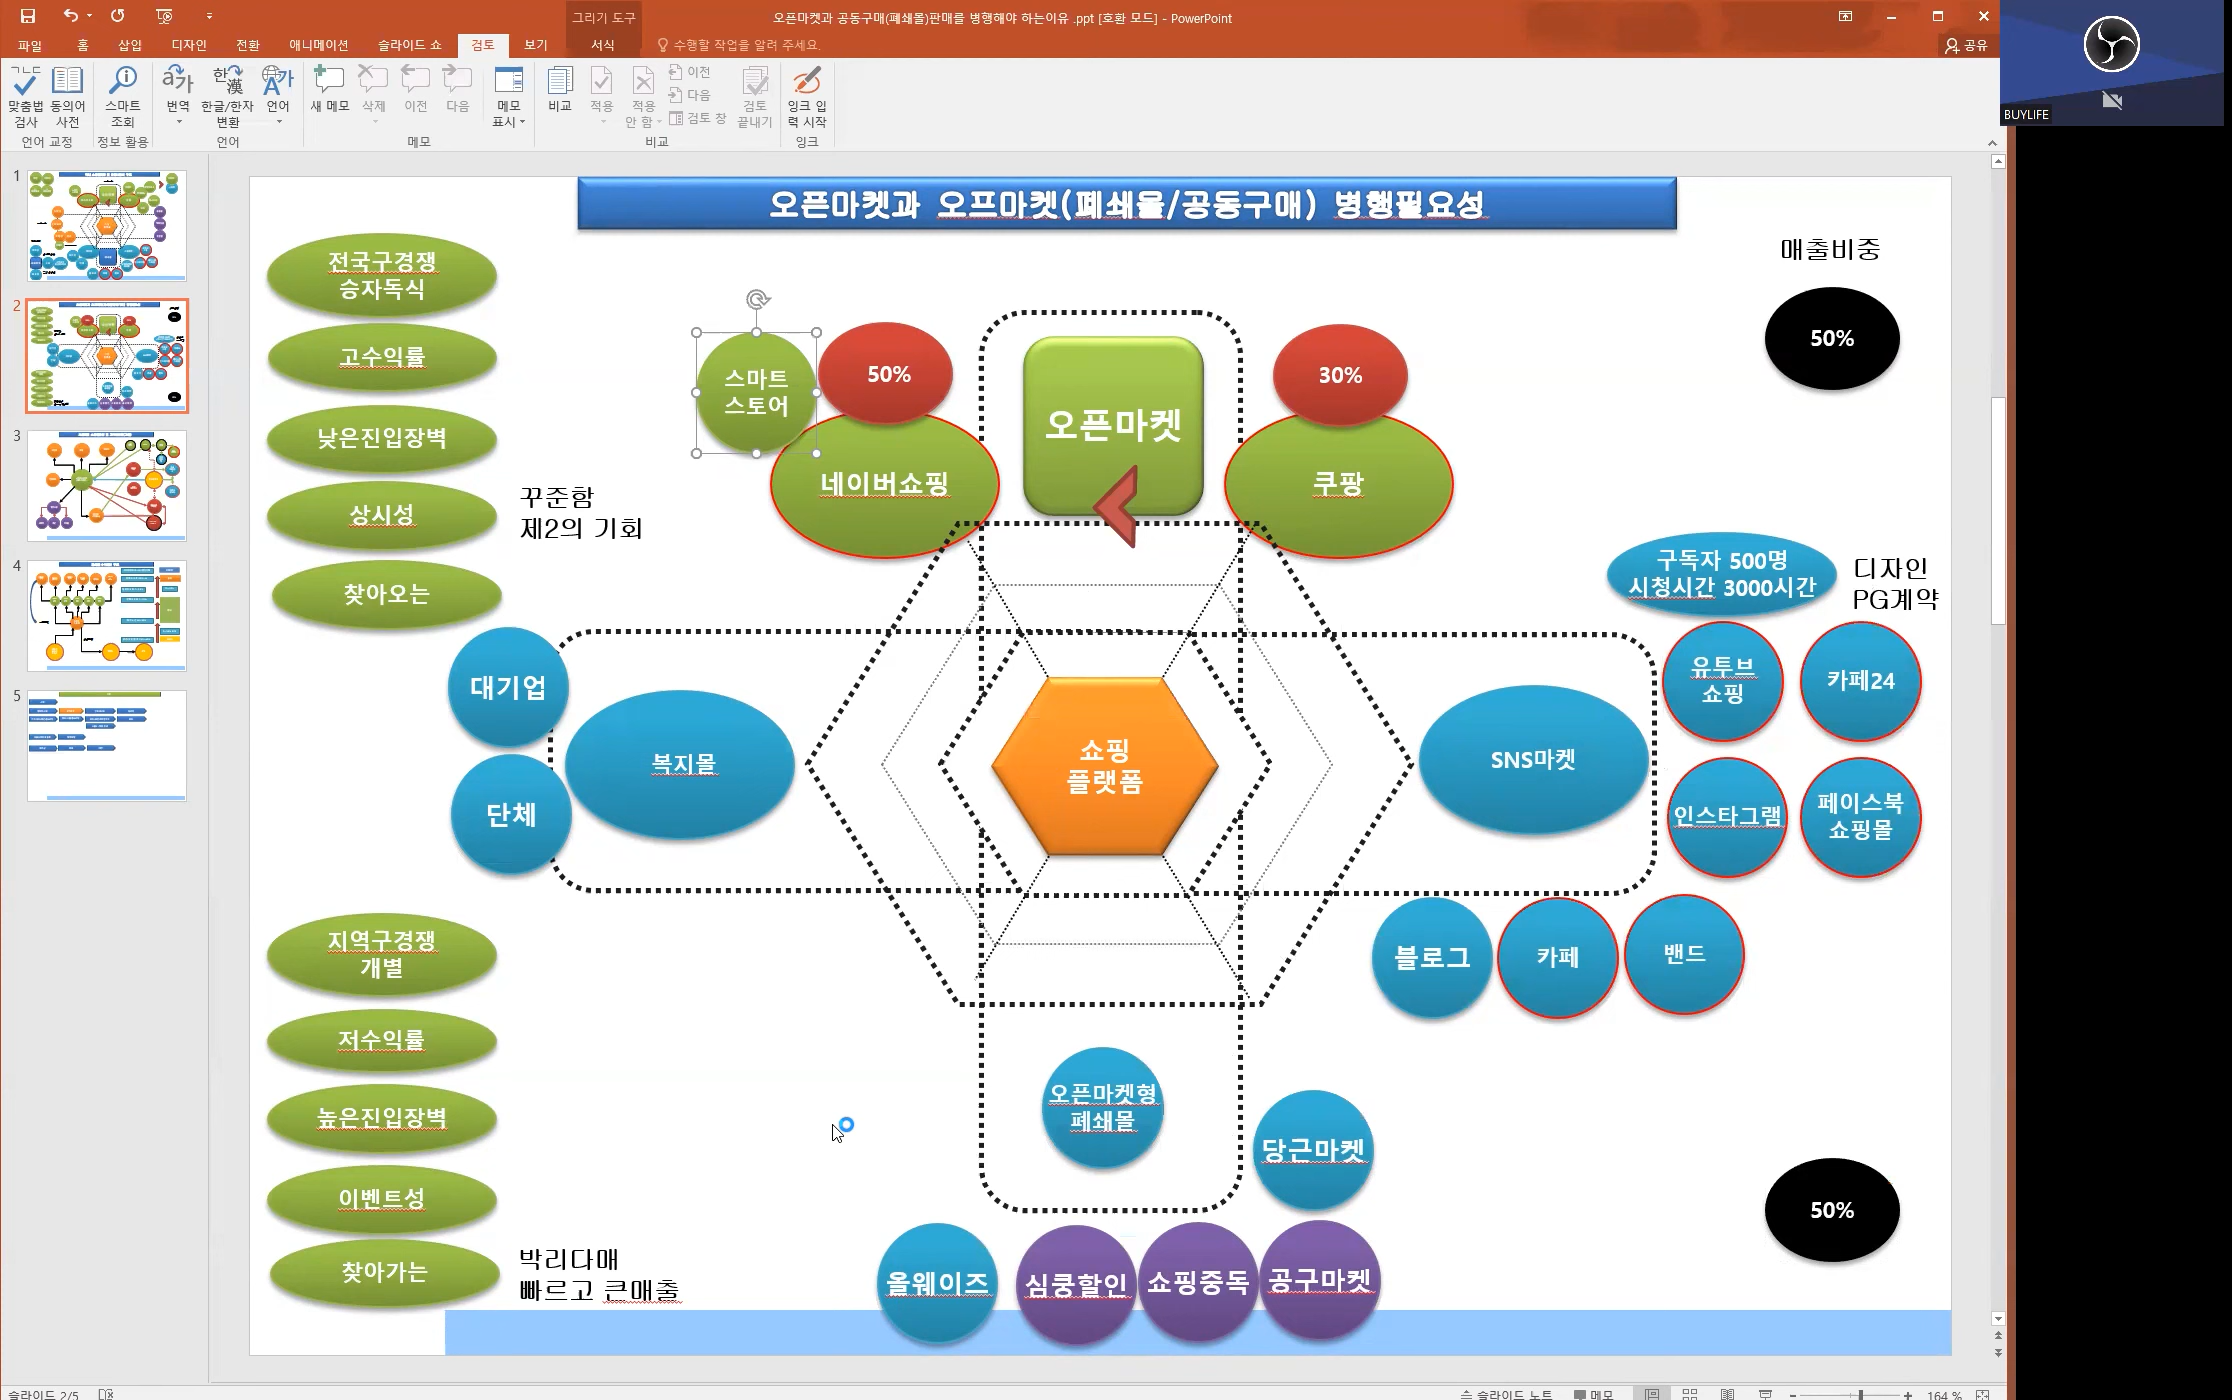 그리기 도구
오픈마켓과 공동구매(폐쇄몰)판매를 병행해야 하는이유 .ppt [호환 모드] - PowerPoint
파일 홈 삽입 디자인 전환 애니메이션 슬라이드 쇼 검토 보기 서식 수행할 작업을 알려 주세요. 공유
맞춤법 검사
동의어 사전
스마트 조회
번역
한글/한자 변환
언어
새 메모
삭제
이전
다음
메모 표시
비교
적용
적용 안 함
이전
다음
검토 창
검토 끝내기
잉크 입력 시작
언어 교정
정보 활용
언어
메모
비교
잉크
BUYLIFE
1
2
3
4
5
오픈마켓과 오프마켓(폐쇄몰/공동구매) 병행필요성
매출비중
50%
전국구경쟁
승자독식
고수익률
낮은진입장벽
상시성
찾아오는
꾸준함
제2의 기회
스마트
스토어
50%
네이버쇼핑
오픈마켓
30%
쿠팡
구독자 500명
시청시간 3000시간
디자인
PG계약
유투브
쇼핑
카페24
인스타그램
페이스북
쇼핑몰
대기업
단체
복지몰
쇼핑
플랫폼
SNS마켓
블로그
카페
밴드
지역구경쟁
개별
저수익률
높은진입장벽
이벤트성
찾아가는
박리다매
빠르고 큰매출
오픈마켓형
폐쇄몰
당근마켓
올웨이즈
심쿵할인
쇼핑중독
공구마켓
50%
슬라이드 2/5
슬라이드 노트
메모
164 %